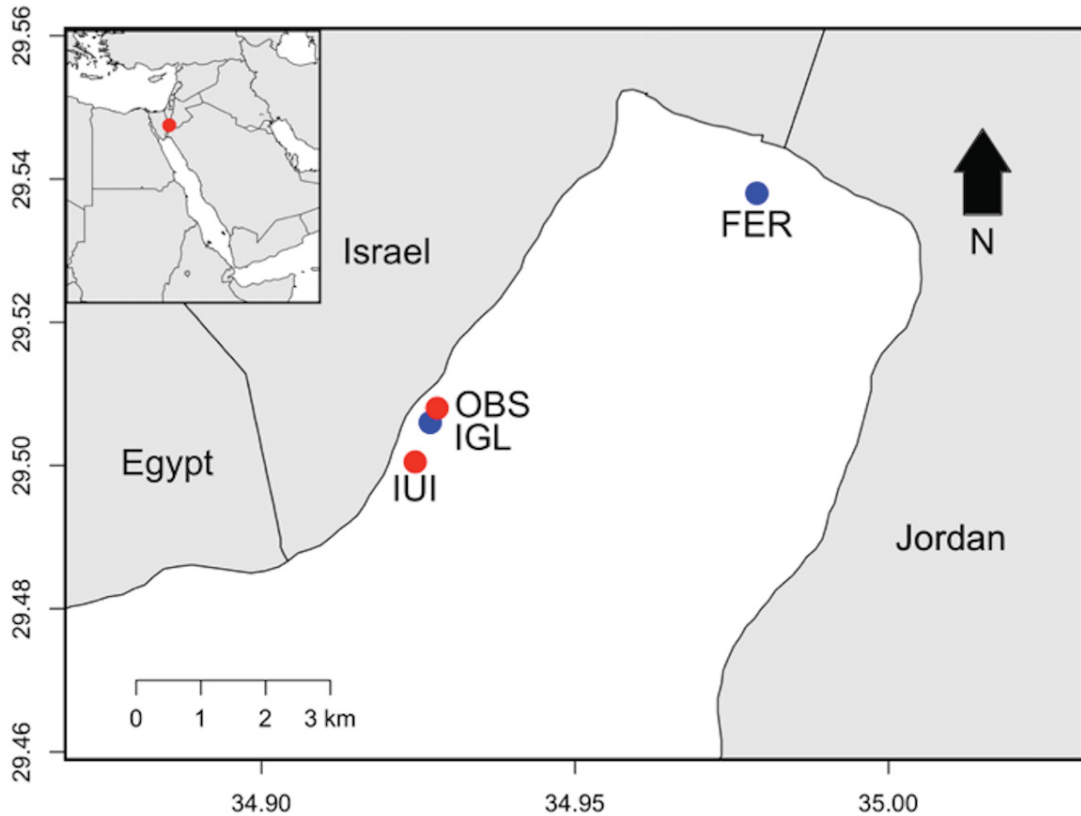 29.56
29.54
29.52
29.50
29.48
29.46
Israel
FER
N
OBS
IGL
IUI
Egypt
Jordan
0 1 2 3 km
34.90 34.95 35.00